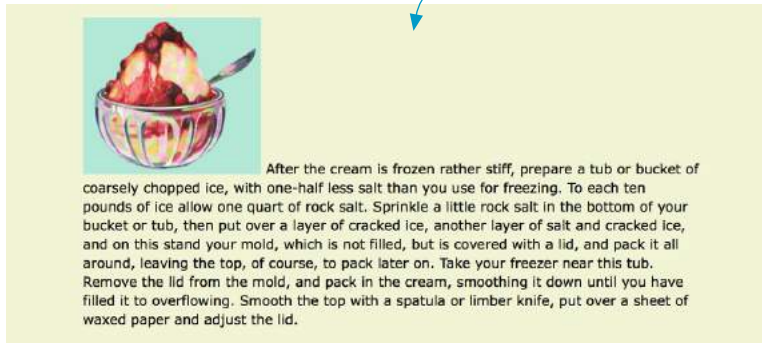 After the cream is frozen rather stiff, prepare a tub or bucket of
coarsely chopped ice, with one-half less salt than you use for freezing. To each ten
pounds of ice allow one quart of rock salt. Sprinkle a little rock salt in the bottom of your
bucket or tub, then put over a layer of cracked ice, another layer of salt and cracked ice,
and on this stand your mold, which is not filled, but is covered with a lid, and pack it all
around, leaving the top, of course, to pack later on. Take your freezer near this tub.
Remove the lid from the mold, and pack in the cream, smoothing it down until you have
filled it to overflowing. Smooth the top with a spatula or limber knife, put over a sheet of
waxed paper and adjust the lid.